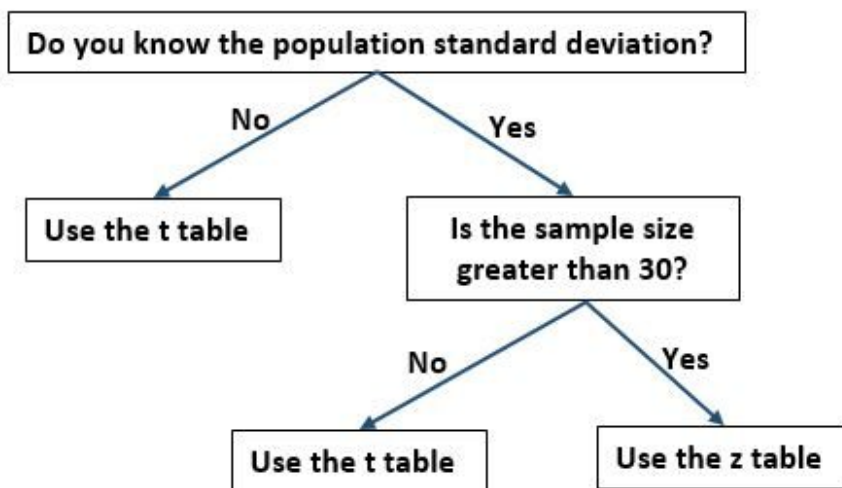 Do you know the population standard deviation?
No
Yes
Use the t table
Is the sample size
greater than 30?
No
Yes
Use the t table
Use the z table